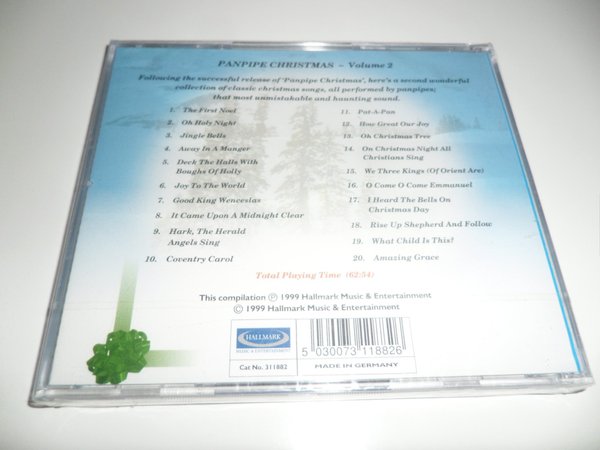 PANPIPE CHRISTMAS - Volume 2
Following the successful release of 'Panpipe Christmas', here's a second wonderful
collection of classic christmas songs, all performed by panpipes;
that most unmistakable and haunting sound.
1. The First Noel
2. Oh Holy Night
3. Jingle Bells
4. Away In A Manger
5. Deck The Halls With
Boughs Of Holly
6. Joy To The World
7. Good King Wenceslas
8. It Came Upon A Midnight Clear
9. Hark, The Herald
Angels Sing
10. Coventry Carol
11. Pat-A-Pan
12. How Great Our Joy
13. Oh Christmas Tree
14. On Christmas Night All
Christians Sing
15. We Three Kings (Of Orient Are)
16. O Come O Come Emmanuel
17. I Heard The Bells On
Christmas Day
18. Rise Up Shepherd And Follow
19. What Child Is This?
20. Amazing Grace
Total Playing Time (62:54)
This compilation ℗ 1999 Hallmark Music & Entertainment
© 1999 Hallmark Music & Entertainment
HALLMARK
MUSIC & ENTERTAINMENT
Cat No. 311882
5 030073 118826
MADE IN GERMANY